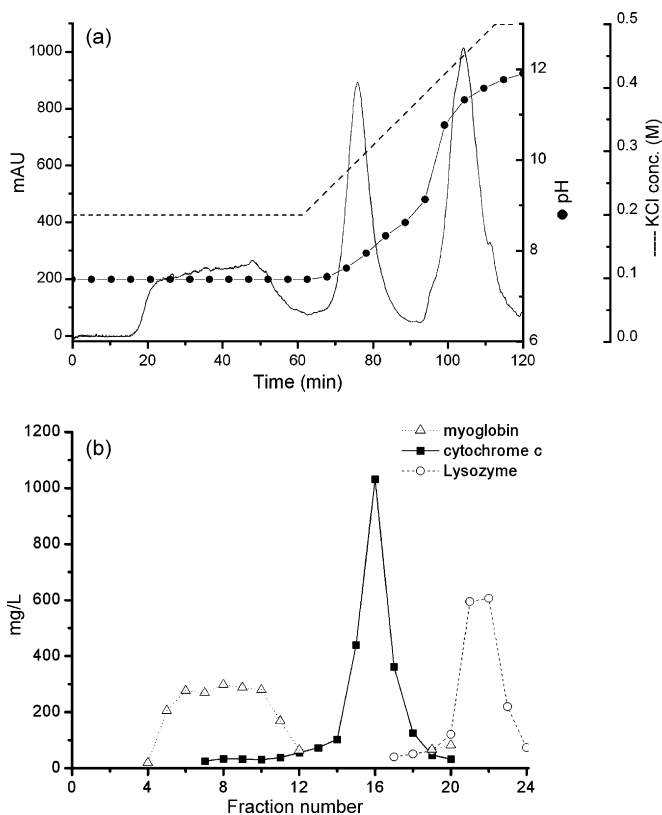 (a)
mAU
1000
800
600
400
200
0
0 20 40 60 80 100 120
Time (min)
12
10
8
6
pH
0.5
0.4
0.3
0.2
0.1
0.0
KCl conc. (M)
(b)
myoglobin
cytochrome c
Lysozyme
mg/L
1200
1000
800
600
400
200
0
0 4 8 12 16 20 24
Fraction number